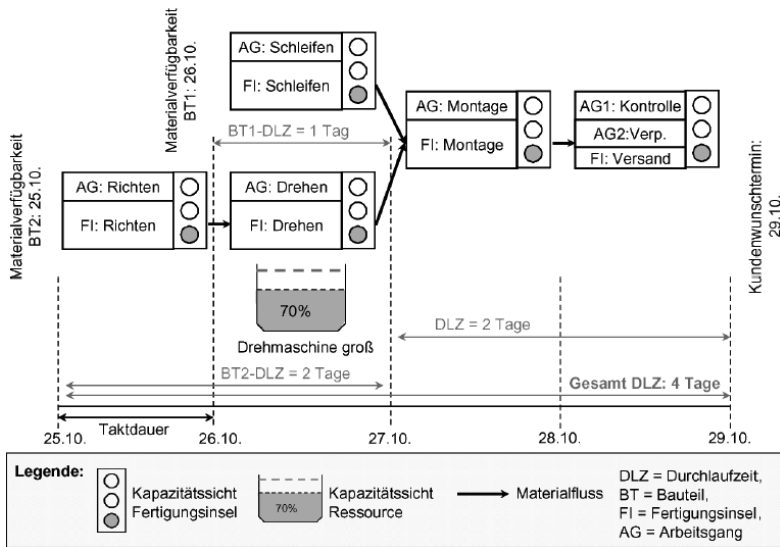 Materialverfügbarkeit
BT1: 26.10.
AG: Schleifen
FI: Schleifen
AG: Montage
FI: Montage
AG1: Kontrolle
AG2:Verp.
FI: Versand
BT1-DLZ = 1 Tag
Materialverfügbarkeit
BT2: 25.10.
AG: Richten
FI: Richten
AG: Drehen
FI: Drehen
Kundenwunschtermin:
29.10.
70%
Drehmaschine groß
DLZ = 2 Tage
BT2-DLZ = 2 Tage
Gesamt DLZ: 4 Tage
Taktdauer
25.10.
26.10.
27.10.
28.10.
29.10.
Legende:
Kapazitätssicht
Fertigungsinsel
70%
Kapazitätssicht
Ressource
Materialfluss
DLZ = Durchlaufzeit,
BT = Bauteil,
FI = Fertigungsinsel,
AG = Arbeitsgang